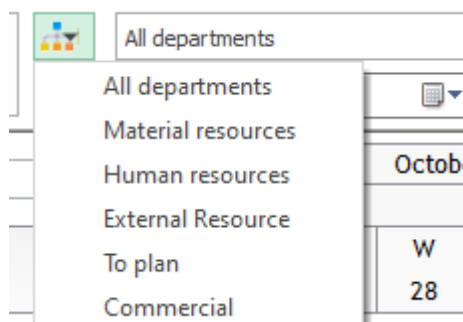 All departments
All departments
Material resources
Human resources
External Resource
To plan
Commercial
Octob
W
28